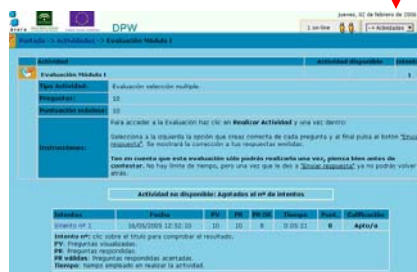 jueves, 02 de febrero de 2006
DPW
1 on-line
--> Actividades
Portada -> Actividades -> Evaluación Módulo I
Actividad Actividad disponible Intento
Evaluación Módulo I 1
Tipo Actividad: Evaluación selección multiple.
Preguntas: 10
Puntuación máxima: 10
Instrucciones:
Para acceder a la Evaluación haz clic en Realizar Actividad y una vez dentro:
Selecciona a la izquierda la opción que creas correcta de cada pregunta y al final pulsa el botón "Enviar
respuesta". Se mostrará la corrección a tus respuestas emitidas.
Ten en cuenta que esta evaluación sólo podrás realizarla una vez, piensa bien antes de
contestar. No hay límite de tiempo, pero una vez que le des a "Enviar respuesta" ya no podrás volver
atrás.
Actividad no disponible: Agotados el nº de intentos.
Intentos Fecha PV PR PR OK Tiempo Punt. Calificación
Intento nº 1 16/05/2005 12:52:10 10 10 8 0:05:11 8 Apto/a
Intento nº: clic sobre el título para comprobar el resultado.
PV: Preguntas visualizadas.
PR: Preguntas respondidas.
PR válidas: Preguntas respondidas acertadas.
Tiempo: tiempo empleado en realizar la actividad.